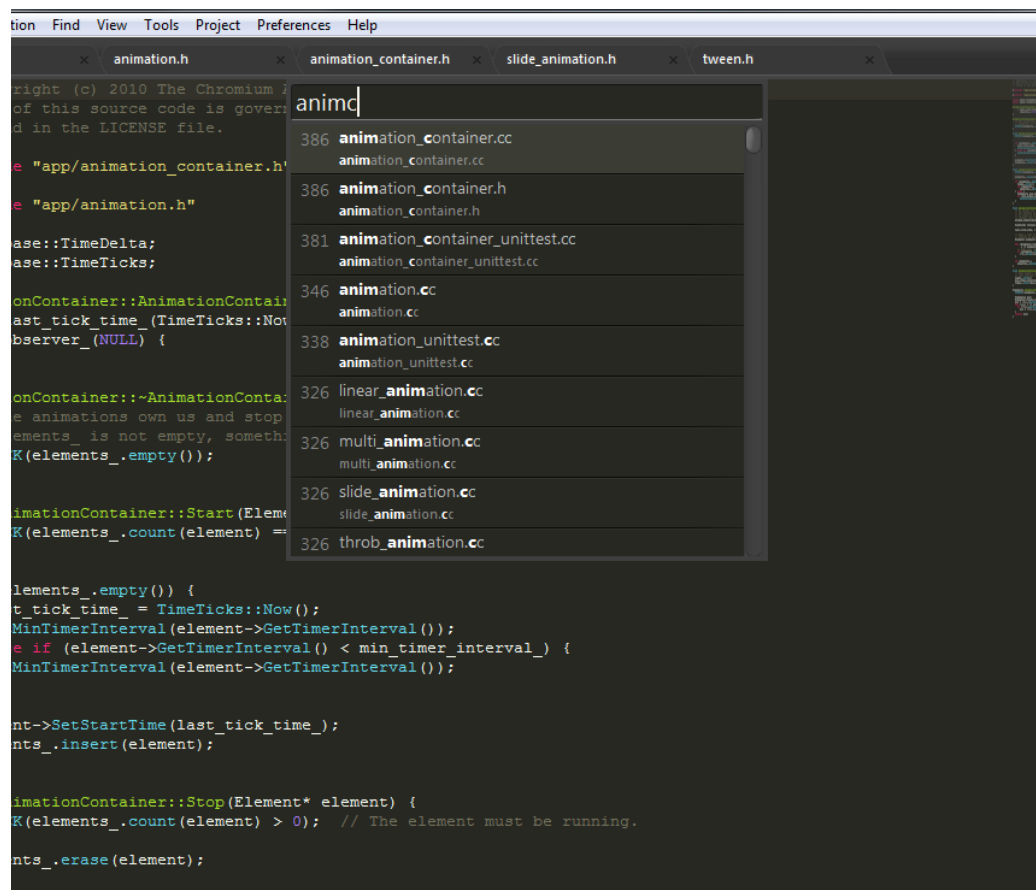 tion Find View Tools Project Preferences Help
animation.h animation_container.h slide_animation.h tween.h
right (c) 2010 The Chromium
of this source code is govern
d in the LICENSE file.
e "app/animation_container.h"
e "app/animation.h"
ase::TimeDelta;
ase::TimeTicks;
onContainer::AnimationContain
ast_tick_time_(TimeTicks::Now
bserver_(NULL) {
onContainer::~AnimationContai
e animations own us and stop
ements_ is not empty, somethi
K(elements_.empty());
imationContainer::Start(Eleme
K(elements_.count(element) ==
animc
386 animation_container.cc
animation_container.cc
386 animation_container.h
animation_container.h
381 animation_container_unittest.cc
animation_container_unittest.cc
346 animation.cc
animation.cc
338 animation_unittest.cc
animation_unittest.cc
326 linear_animation.cc
linear_animation.cc
326 multi_animation.cc
multi_animation.cc
326 slide_animation.cc
slide_animation.cc
326 throb_animation.cc
lements_.empty()) {
t_tick_time_ = TimeTicks::Now();
MinTimerInterval(element->GetTimerInterval());
e if (element->GetTimerInterval() < min_timer_interval_) {
MinTimerInterval(element->GetTimerInterval());
nt->SetStartTime(last_tick_time_);
nts_.insert(element);
imationContainer::Stop(Element* element) {
K(elements_.count(element) > 0); // The element must be running.
nts_.erase(element);